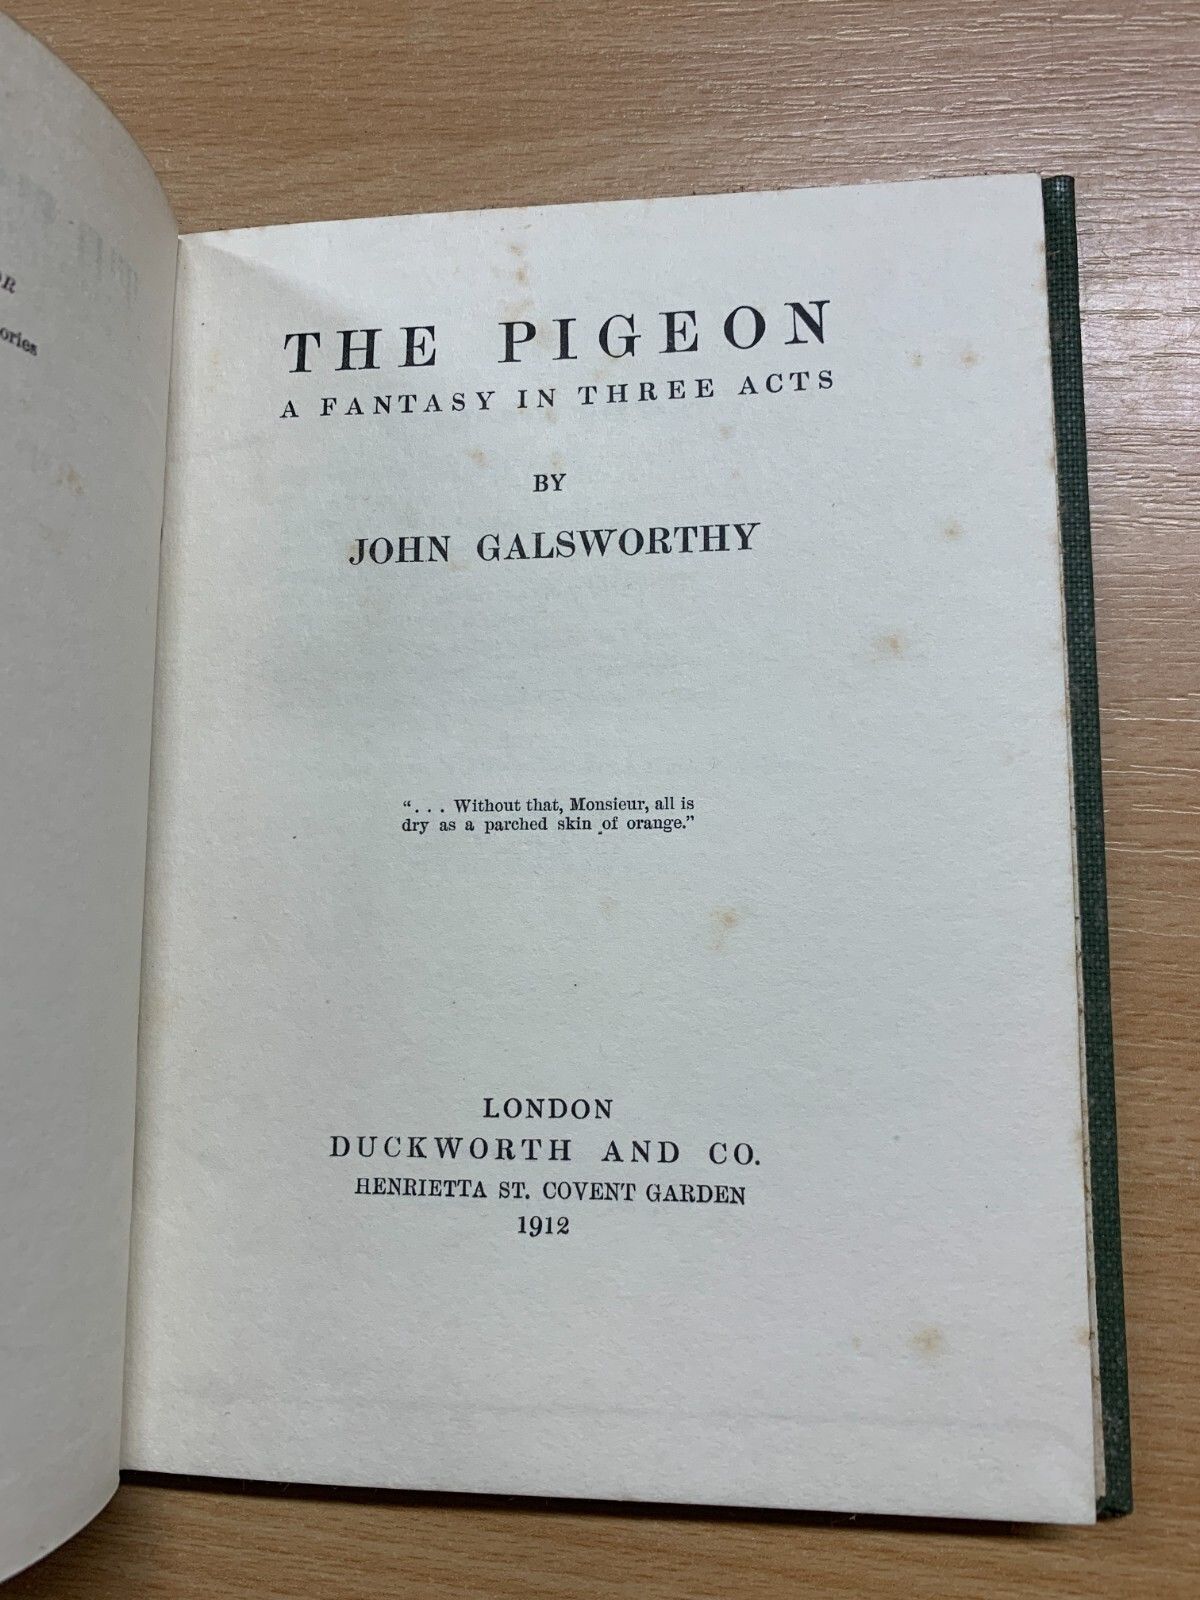 THE PIGEON
A FANTASY IN THREE ACTS
BY
JOHN GALSWORTHY
“. . . Without that, Monsieur, all is
dry as a parched skin of orange.”
LONDON
DUCKWORTH AND CO.
HENRIETTA ST. COVENT GARDEN
1912